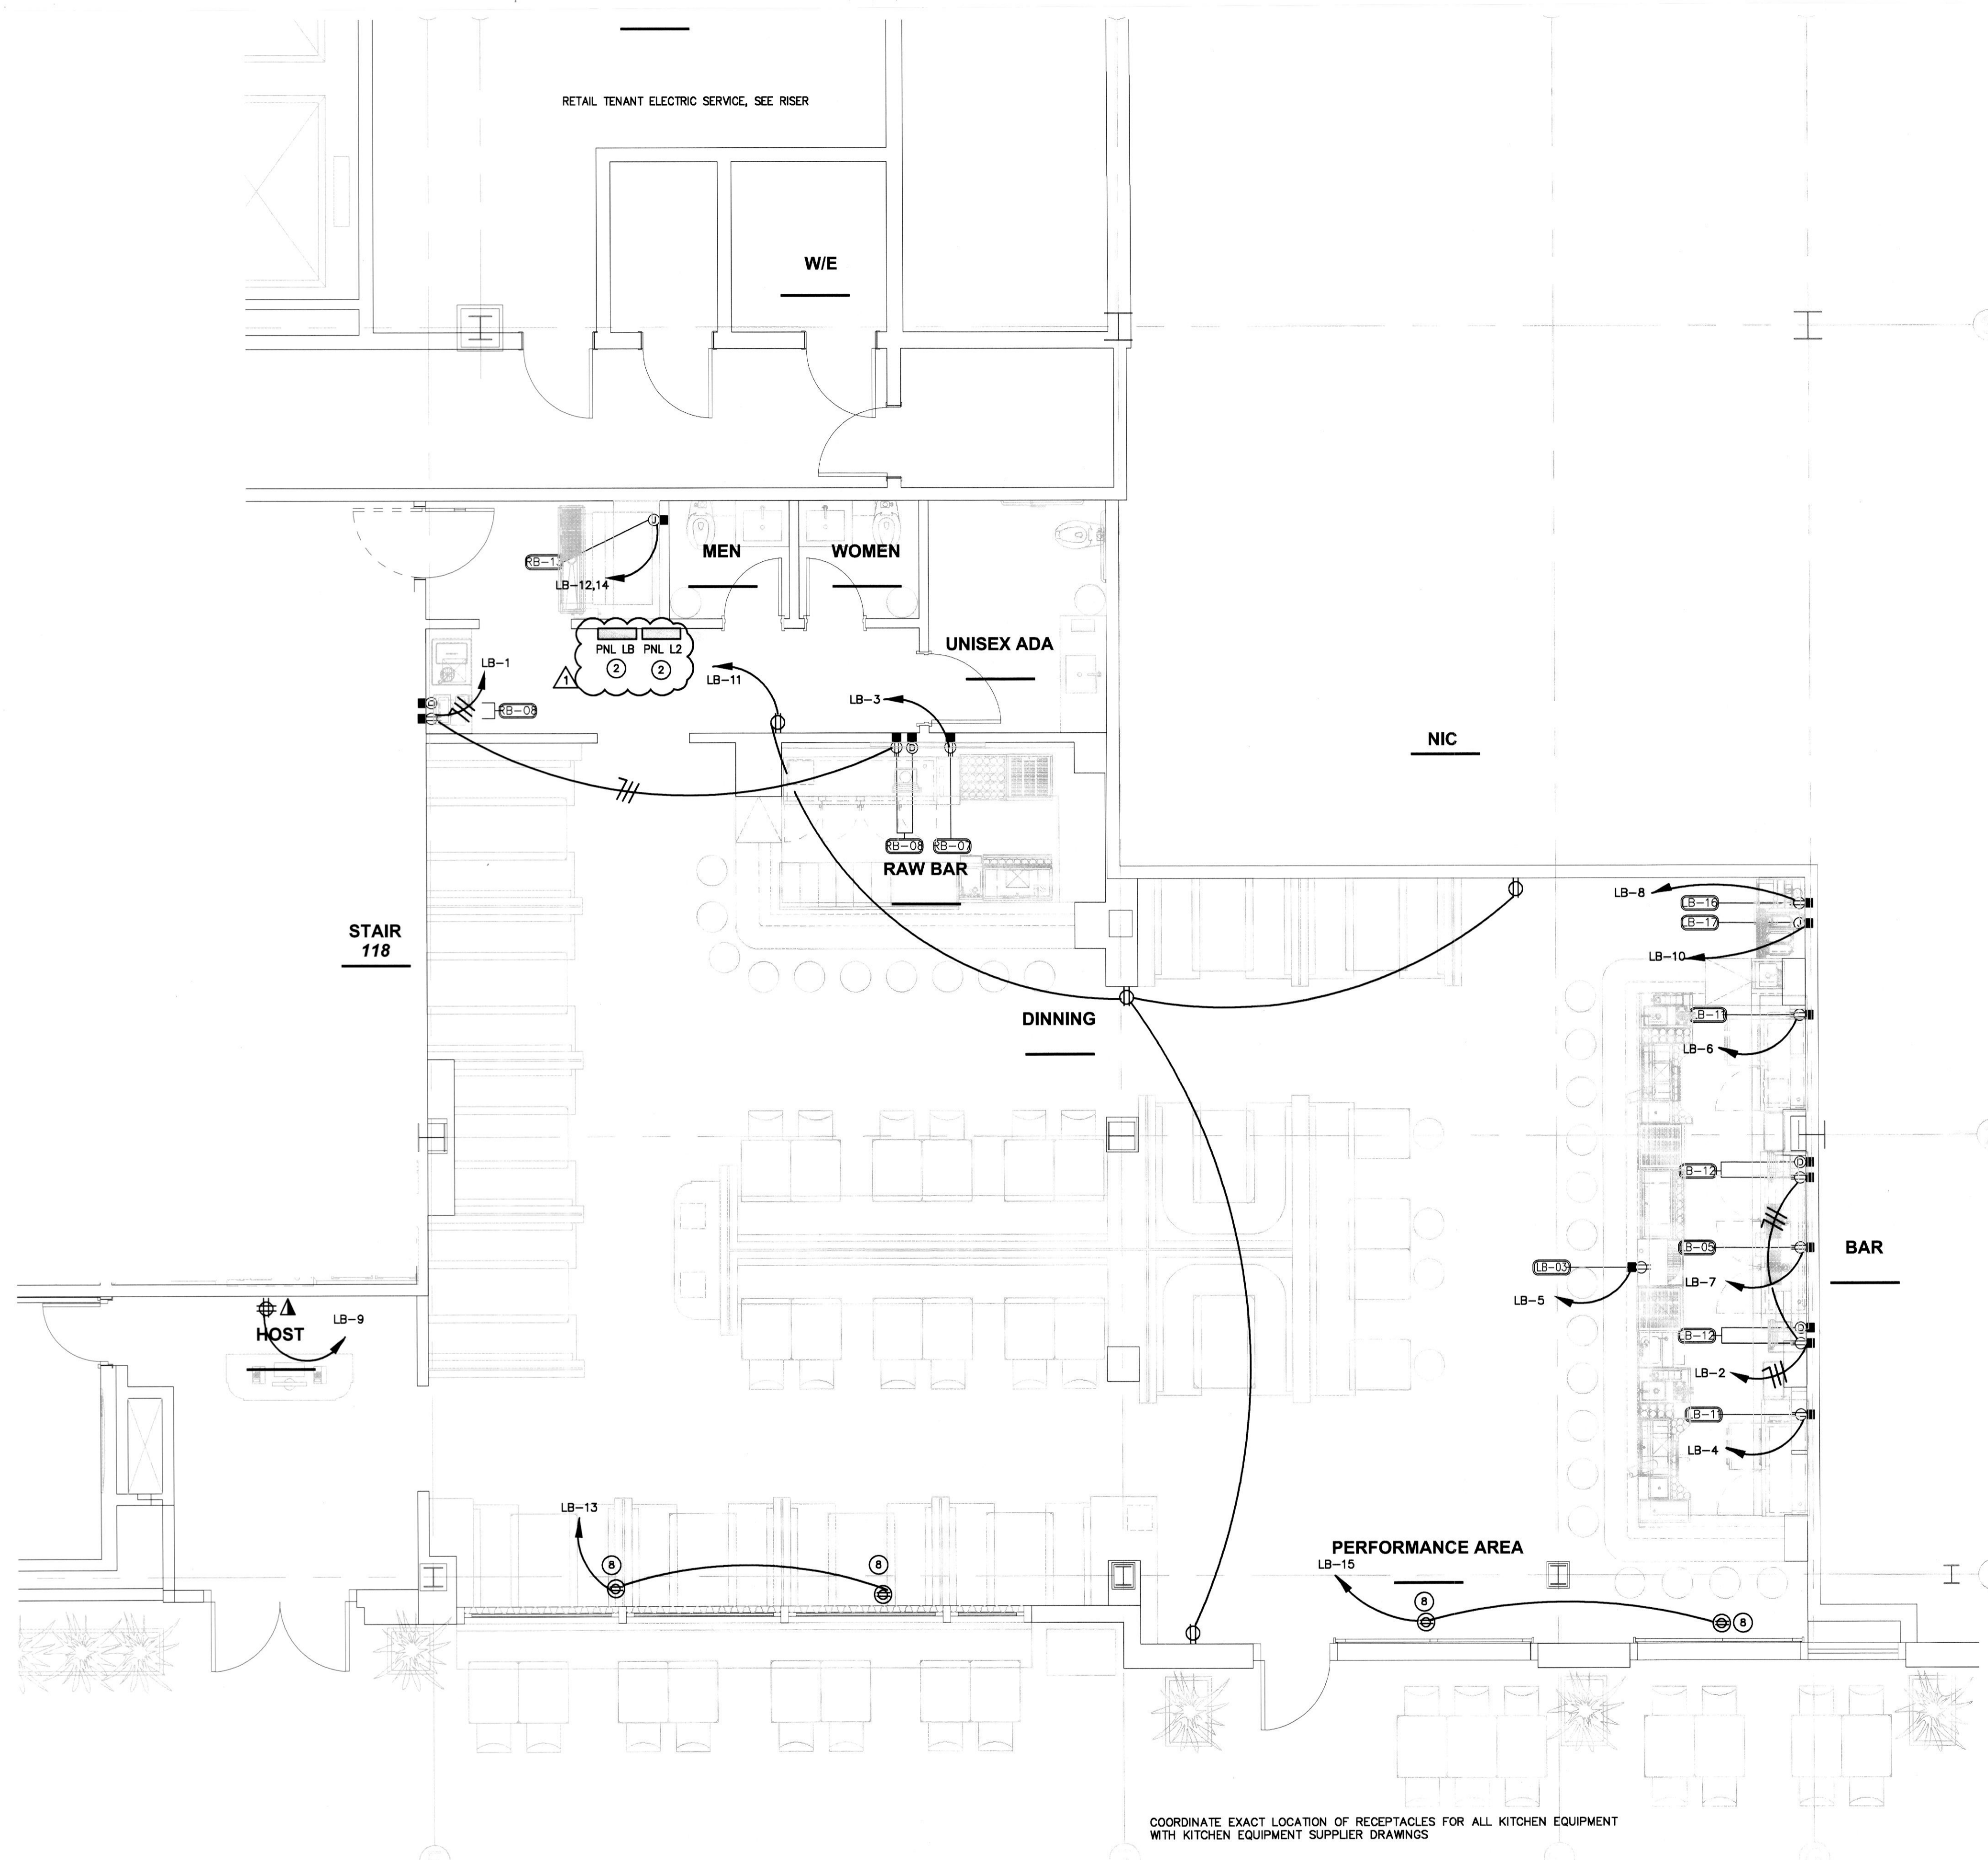 RETAIL TENANT ELECTRIC SERVICE, SEE RISER
W/E
MEN
WOMEN
J
RB-1
LB-12,14
UNISEX ADA
PNL LB PNL L2
2 2
1
LB-1
LB-11
LB-3
RB-08
D
D
NIC
RB-08
RB-07
RAW BAR
LB-8
LB-16
LB-17
J
STAIR
118
LB-10
DINNING
LB-11
LB-6
LB-12
D
BAR
LB-05
LB-03
LB-7
LB-5
HOST
LB-9
LB-12
D
LB-2
LB-11
LB-4
LB-13
8
8
PERFORMANCE AREA
LB-15
8
8
COORDINATE EXACT LOCATION OF RECEPTACLES FOR ALL KITCHEN EQUIPMENT
WITH KITCHEN EQUIPMENT SUPPLIER DRAWINGS